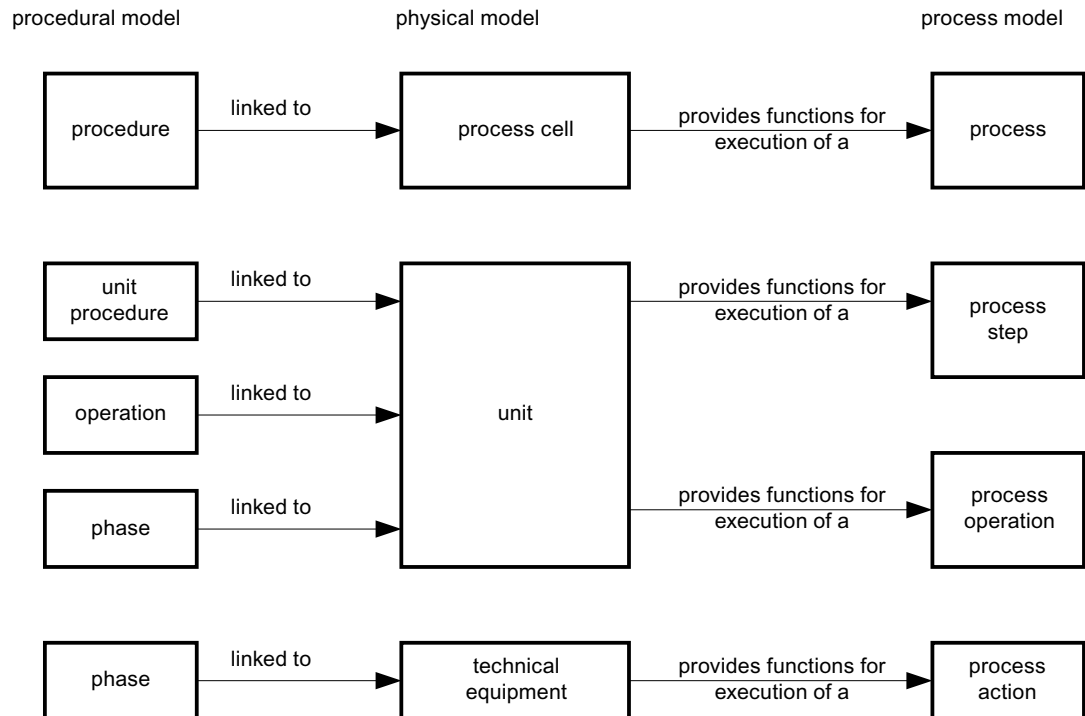 procedural model
physical model
process model
procedure
linked to
process cell
provides functions for
execution of a
process
unit
procedure
linked to
provides functions for
execution of a
process
step
operation
linked to
unit
phase
linked to
provides functions for
execution of a
process
operation
phase
linked to
technical
equipment
provides functions for
execution of a
process
action